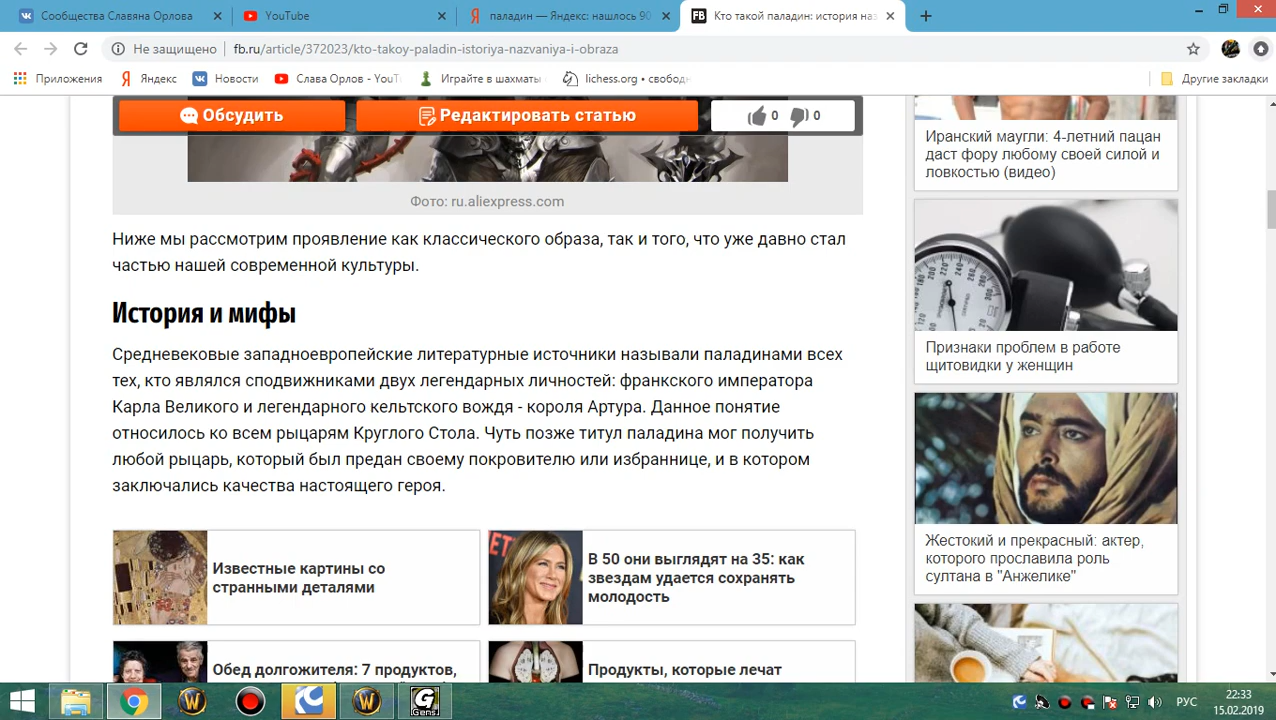 Сообщества Славяна Орлова
YouTube
паладин — Яндекс: нашлось 90
Кто такой паладин: история наз
Не защищено
fb.ru/article/372023/kto-takoy-paladin-istoriya-nazvaniya-i-obraza
Приложения
Яндекс
Новости
Слава Орлов - YouT
Играйте в шахматы
lichess.org • свобод
Другие закладки
Обсудить
Редактировать статью
0
0
Фото: ru.aliexpress.com
Ниже мы рассмотрим проявление как классического образа, так и того, что уже давно стал
частью нашей современной культуры.
История и мифы
Средневековые западноевропейские литературные источники называли паладинами всех
тех, кто являлся сподвижниками двух легендарных личностей: франкского императора
Карла Великого и легендарного кельтского вождя - короля Артура. Данное понятие
относилось ко всем рыцарям Круглого Стола. Чуть позже титул паладина мог получить
любой рыцарь, который был предан своему покровителю или избраннице, и в котором
заключались качества настоящего героя.
Известные картины со
странными деталями
В 50 они выглядят на 35: как
звездам удается сохранять
молодость
Обед долгожителя: 7 продуктов,
Продукты, которые лечат
Иранский маугли: 4-летний пацан
даст фору любому своей силой и
ловкостью (видео)
Признаки проблем в работе
щитовидки у женщин
Жестокий и прекрасный: актер,
которого прославила роль
султана в "Анжелике"
Gens
РУС
22:33
15.02.2019